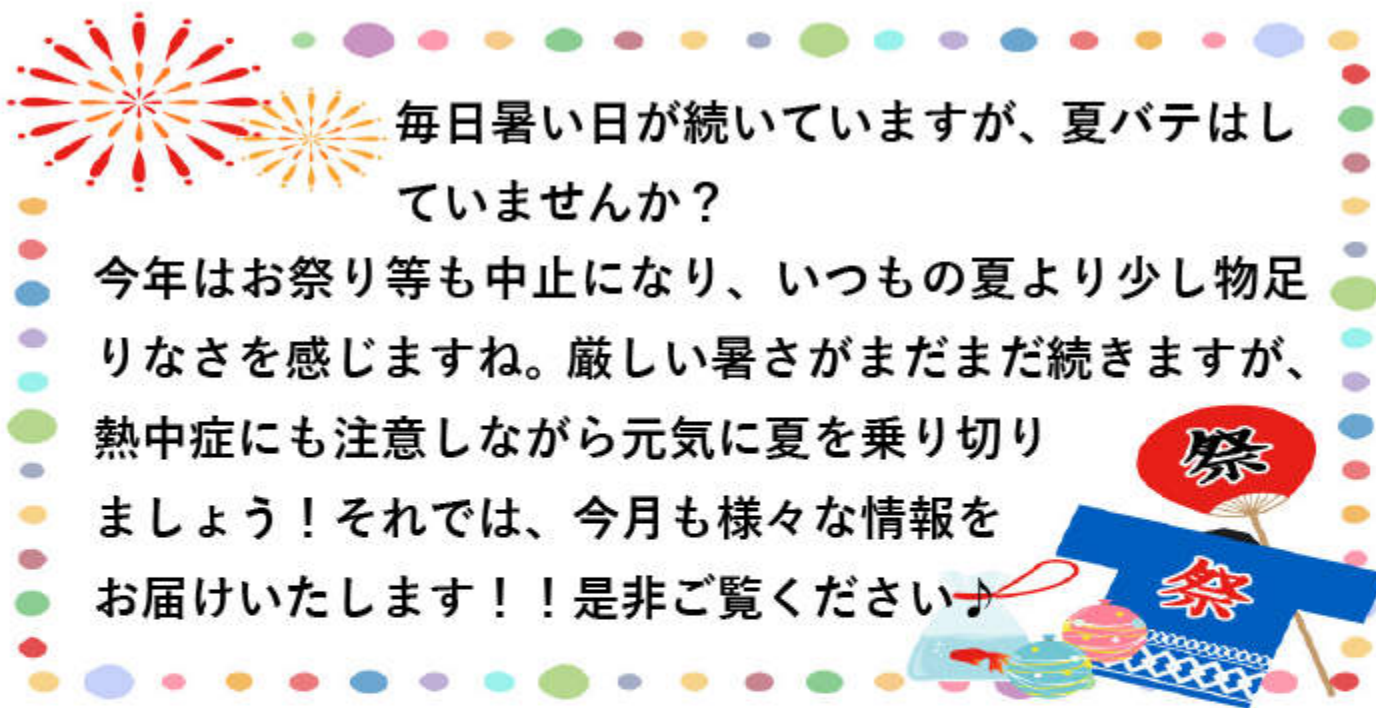 毎日暑い日が続いていますが、夏バテはし
ていませんか？
今年はお祭り等も中止になり、いつもの夏より少し物足
りなさを感じますね。厳しい暑さがまだまだ続きますが、
熱中症にも注意しながら元気に夏を乗り切り
ましょう！それでは、今月も様々な情報を
お届けいたします！！是非ご覧ください♪
祭
祭